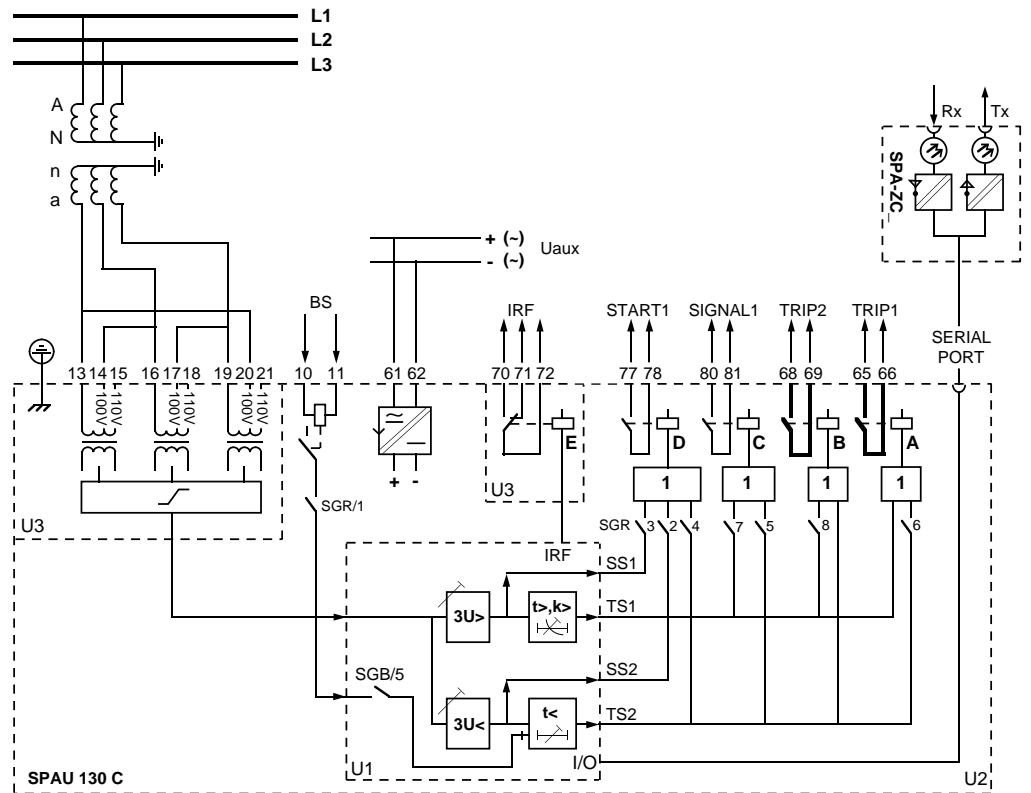 L1
L2
L3
A
N
n
a
Rx Tx
SPA-ZC_
+ (~)
- (~)
Uaux
BS
IRF START1 SIGNAL1 TRIP2 TRIP1
SERIAL
PORT
13 14 15 16 17 18 19 20 21 10 11 61 62 70 71 72 77 78 80 81 68 69 65 66
100V 110V 100V 110V 100V 110V
E D C B A
+ -
1 1 1 1
U3
SGR/1
U3
SGR 3 2 4 7 5 8 6
IRF
SS1
3U>
t>,k>
TS1
SGB/5
SS2
3U<
t<
TS2
U1
I/O
SPAU 130 C
U2